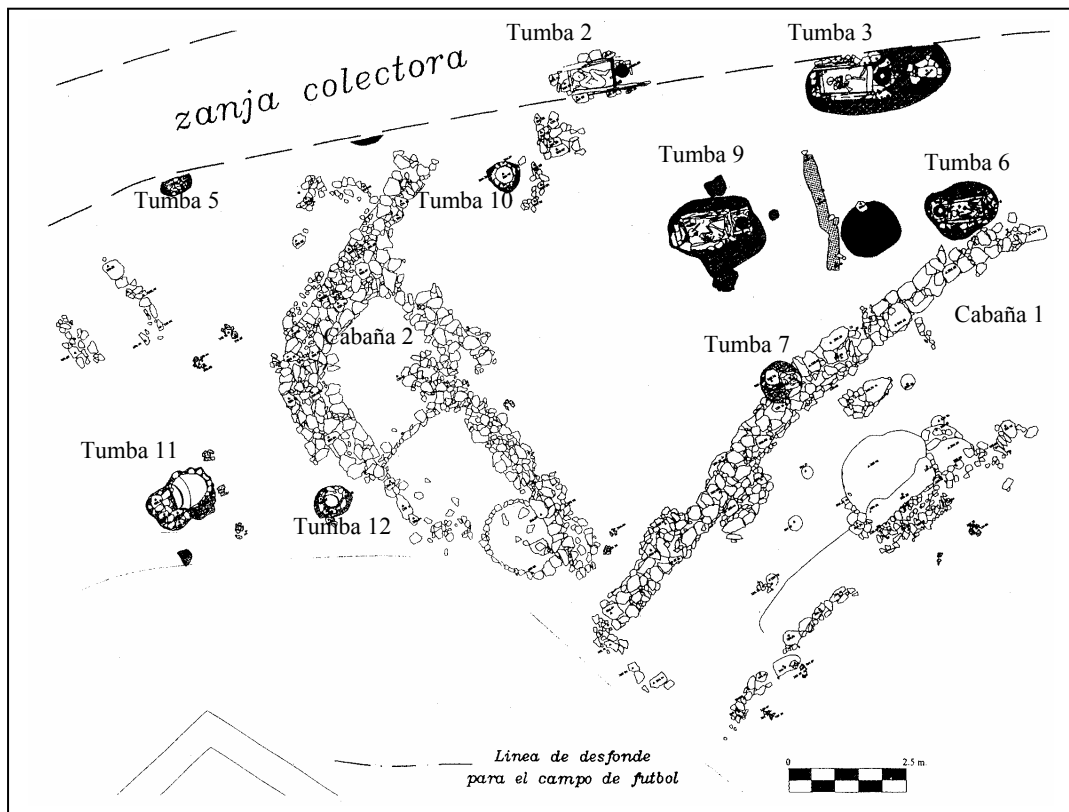 Tumba 2
Tumba 3
zanja colectora
Tumba 9
Tumba 6
Tumba 5
Tumba 10
Cabaña 1
Cabaña 2
Tumba 7
Tumba 11
Tumba 12
Linea de desfonde
para el campo de futbol
0
2.5 m.